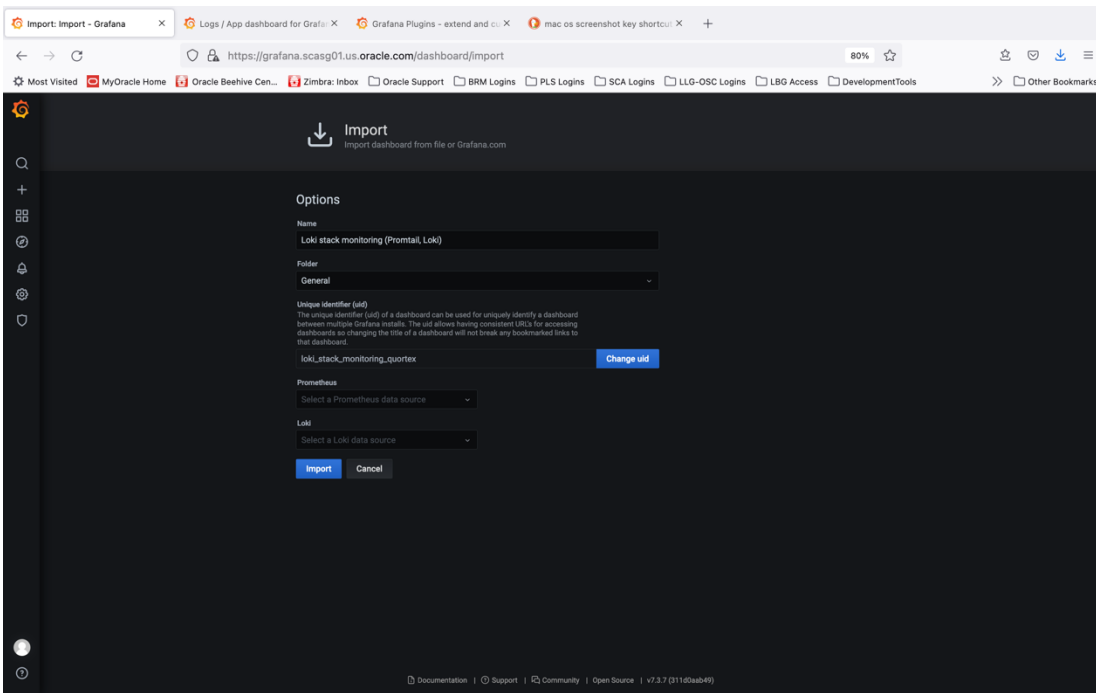 Import: Import - Grafana
Logs / App dashboard for Grafan
Grafana Plugins - extend and cu
mac os screenshot key shortcut
https://grafana.scasg01.us.oracle.com/dashboard/import
80%
Most Visited MyOracle Home Oracle Beehive Cen... Zimbra: Inbox Oracle Support BRM Logins PLS Logins SCA Logins LLG-OSC Logins LBG Access DevelopmentTools Other Bookmarks
Import
Import dashboard from file or Grafana.com
Options
Name
Loki stack monitoring (Promtail, Loki)
Folder
General
Unique identifier (uid)
The unique identifier (uid) of a dashboard can be used for uniquely identify a dashboard
between multiple Grafana installs. The uid allows having consistent URL's for accessing
dashboards so changing the title of a dashboard will not break any bookmarked links to
that dashboard.
loki_stack_monitoring_quortex Change uid
Prometheus
Select a Prometheus data source
Loki
Select a Loki data source
Import Cancel
Documentation | Support | Community | Open Source | v7.3.7 (311d0aab49)